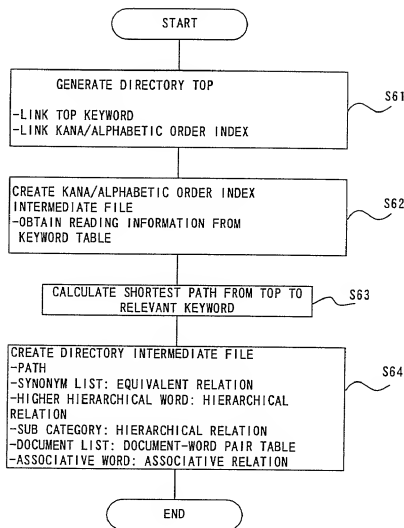 START
GENERATE DIRECTORY TOP
-LINK TOP KEYWORD
-LINK KANA/ALPHABETIC ORDER INDEX
S61
CREATE KANA/ALPHABETIC ORDER INDEX
INTERMEDIATE FILE
-OBTAIN READING INFORMATION FROM
KEYWORD TABLE
S62
CALCULATE SHORTEST PATH FROM TOP TO
RELEVANT KEYWORD
S63
CREATE DIRECTORY INTERMEDIATE FILE
-PATH
-SYNONYM LIST: EQUIVALENT RELATION
-HIGHER HIERARCHICAL WORD: HIERARCHICAL
RELATION
-SUB CATEGORY: HIERARCHICAL RELATION
-DOCUMENT LIST: DOCUMENT-WORD PAIR TABLE
-ASSOCIATIVE WORD: ASSOCIATIVE RELATION
S64
END